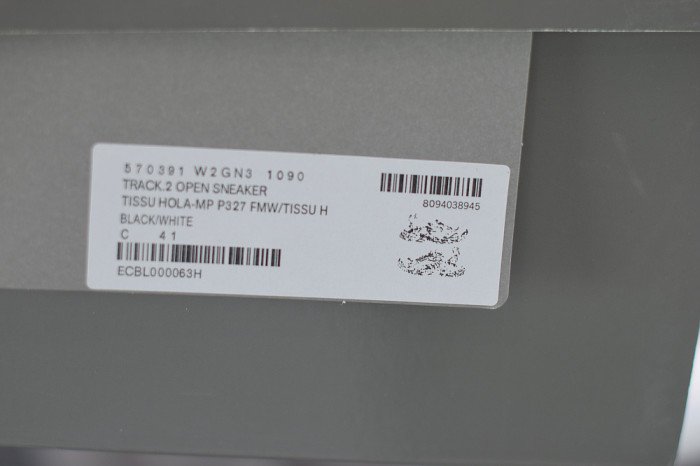 570391 W2GN3 1090
TRACK.2 OPEN SNEAKER
TISSU HOLA-MP P327 FMW/TISSU H
BLACK/WHITE
C 41
ECBL000063H
8094038945